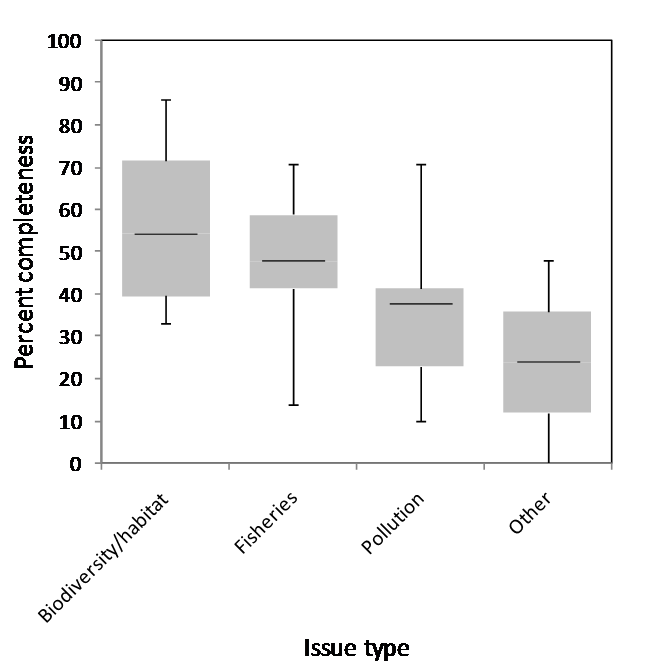 100
90
80
70
60
50
40
30
20
10
0
Percent completeness
Biodiversity/habitat
Fisheries
Pollution
Other
Issue type